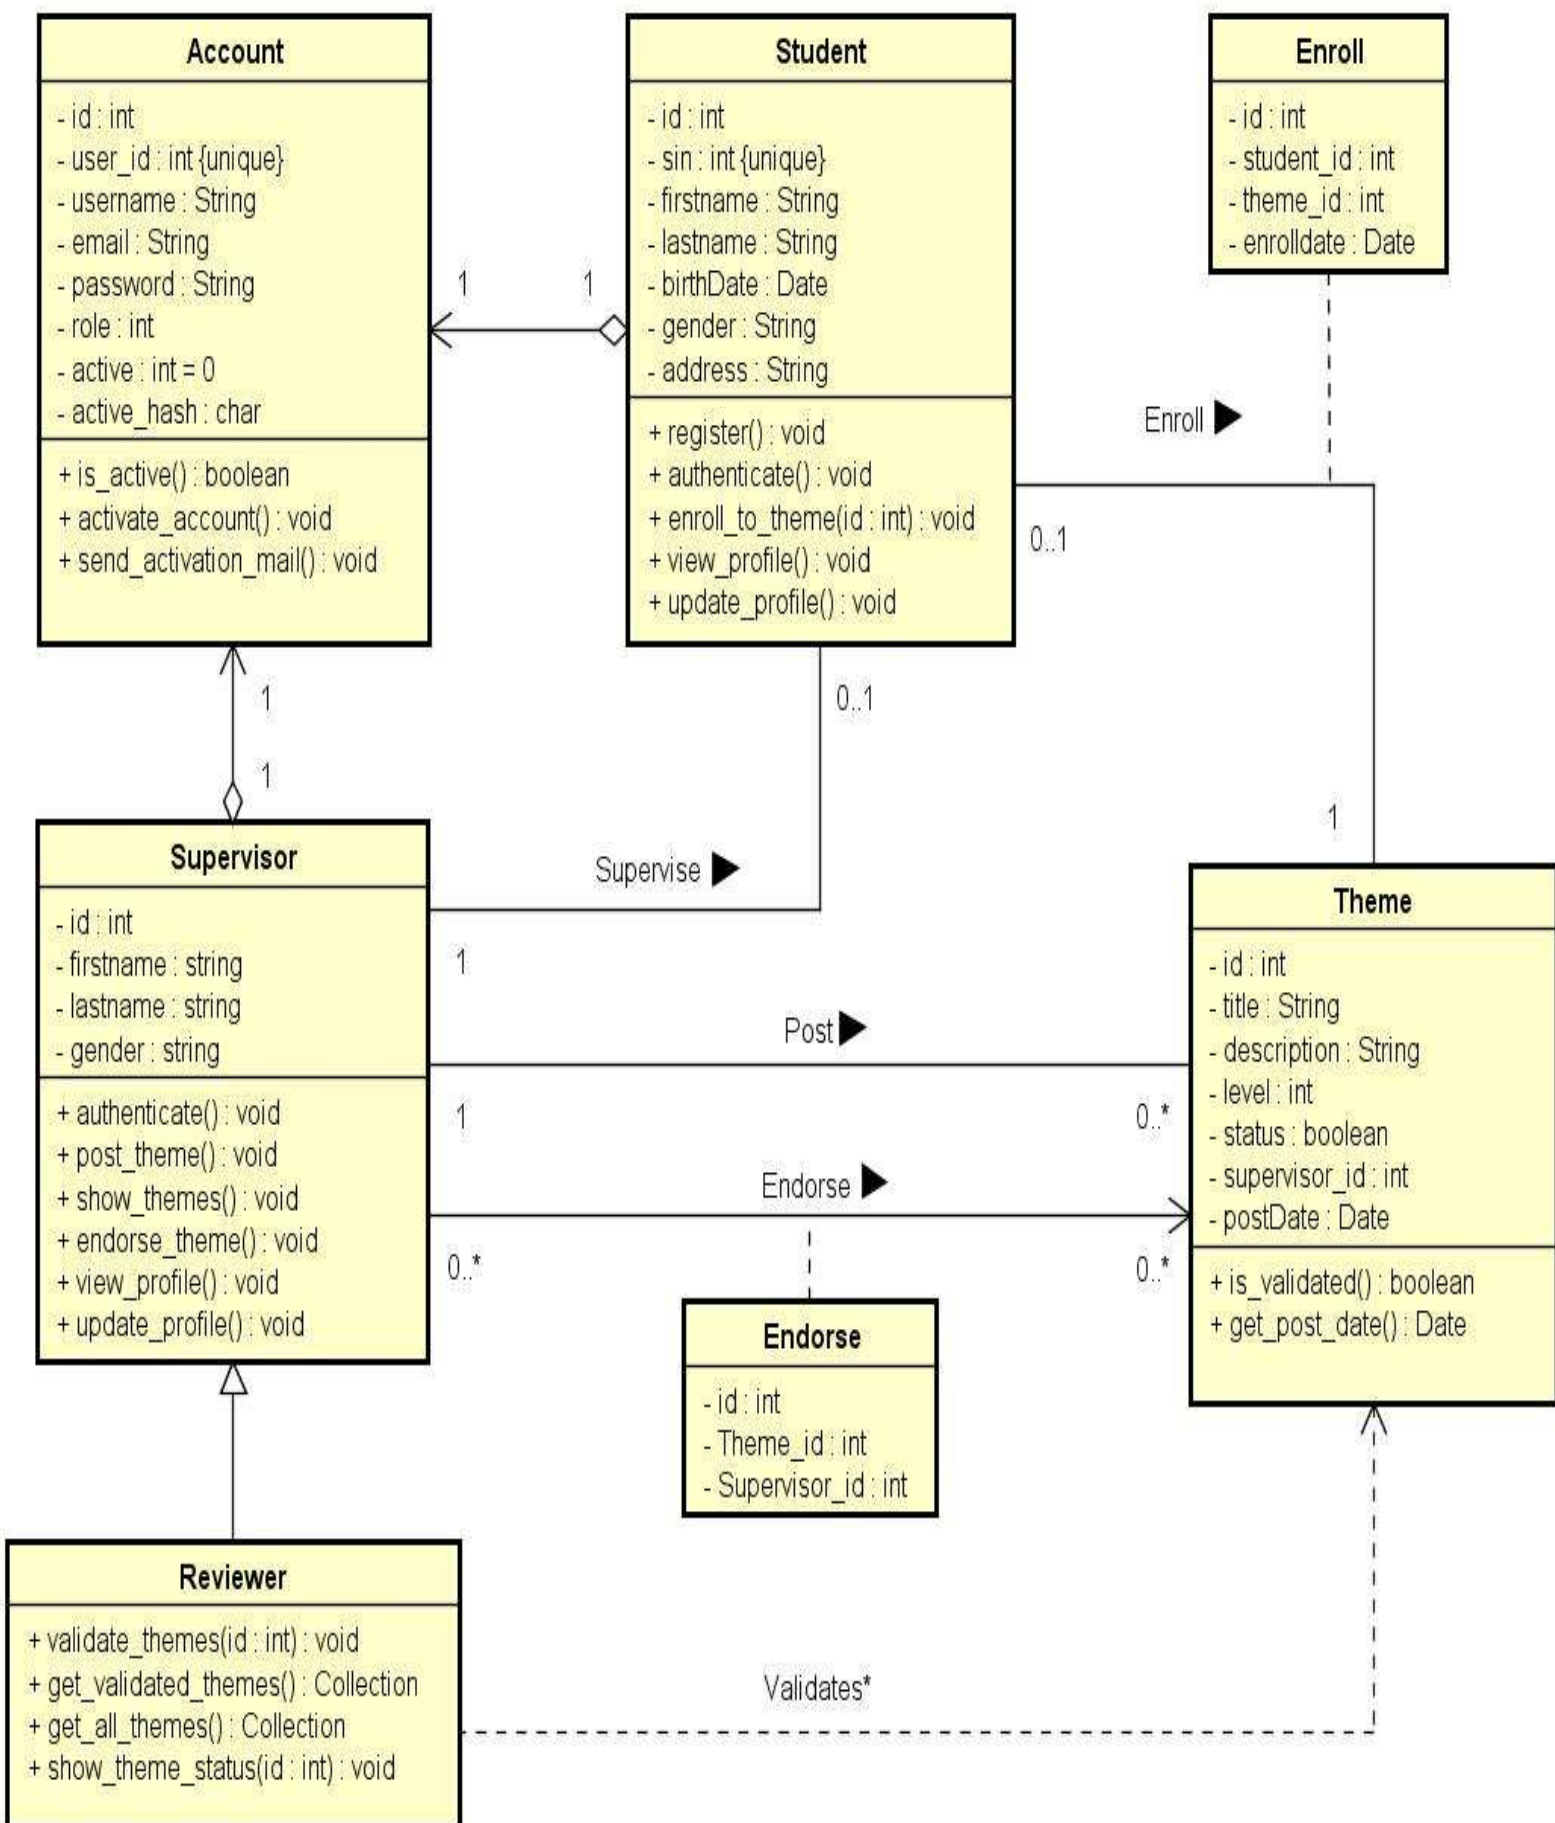 Account
- id : int
- user_id : int {unique}
- username : String
- email : String
- password : String
- role : int
- active : int = 0
- active_hash : char
+ is_active() : boolean
+ activate_account() : void
+ send_activation_mail() : void
Student
- id : int
- sin : int {unique}
- firstname : String
- lastname : String
- birthDate : Date
- gender : String
- address : String
+ register() : void
+ authenticate() : void
+ enroll_to_theme(id : int) : void
+ view_profile() : void
+ update_profile() : void
Enroll
- id : int
- student_id : int
- theme_id : int
- enrolldate : Date
1
1
Enroll ▶
0..1
1
1
1
0..1
Supervise ▶
1
Supervisor
- id : int
- firstname : string
- lastname : string
- gender : string
+ authenticate() : void
+ post_theme() : void
+ show_themes() : void
+ endorse_theme() : void
+ view_profile() : void
+ update_profile() : void
Post ▶
1
0..*
Endorse ▶
0..*
0..*
Theme
- id : int
- title : String
- description : String
- level : int
- status : boolean
- supervisor_id : int
- postDate : Date
+ is_validated() : boolean
+ get_post_date() : Date
Endorse
- id : int
- Theme_id : int
- Supervisor_id : int
Reviewer
+ validate_themes(id : int) : void
+ get_validated_themes() : Collection
+ get_all_themes() : Collection
+ show_theme_status(id : int) : void
Validates*